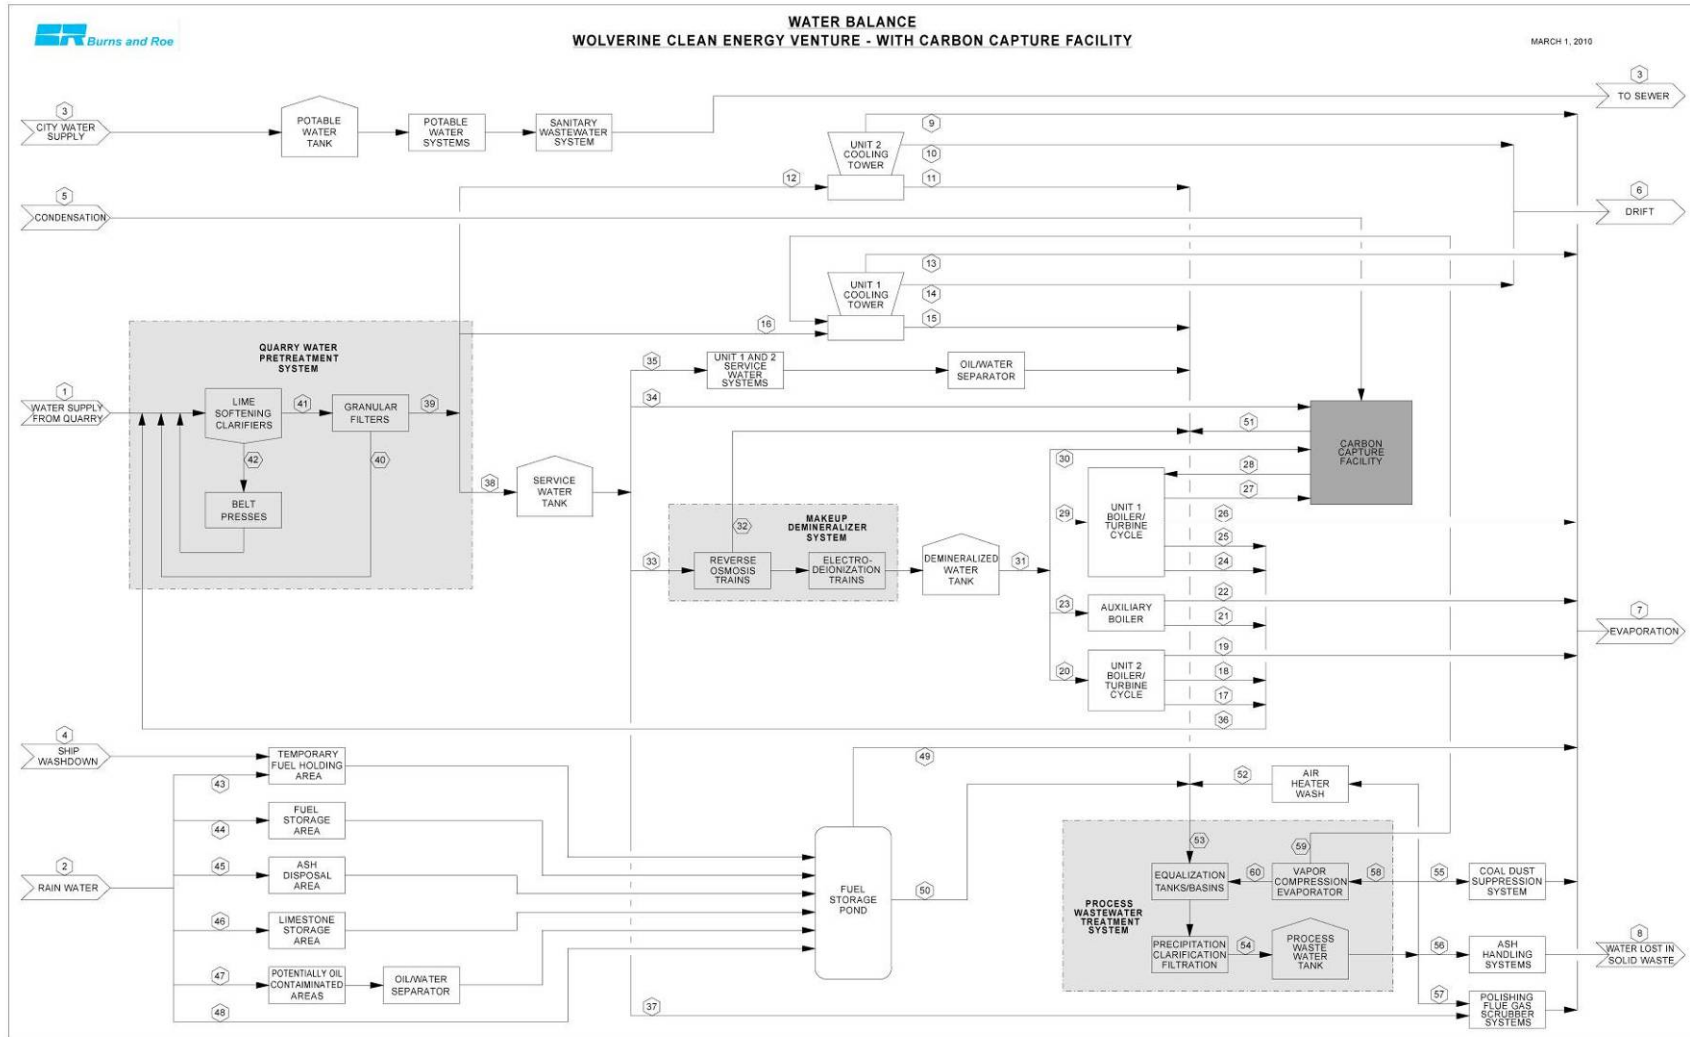 Burns and Roe
WATER BALANCE
WOLVERINE CLEAN ENERGY VENTURE - WITH CARBON CAPTURE FACILITY
MARCH 1, 2010
3
CITY WATER
SUPPLY
POTABLE
WATER
TANK
POTABLE
WATER
SYSTEMS
SANITARY
WASTEWATER
SYSTEM
3
TO SEWER
9
UNIT 2
COOLING
TOWER
10
11
12
5
CONDENSATION
6
DRIFT
13
UNIT 1
COOLING
TOWER
14
15
16
QUARRY WATER
PRETREATMENT
SYSTEM
1
WATER SUPPLY
FROM QUARRY
LIME
SOFTENING
CLARIFIERS
41
GRANULAR
FILTERS
39
42
40
BELT
PRESSES
38
SERVICE
WATER
TANK
35
UNIT 1 AND 2
SERVICE
WATER
SYSTEMS
OIL/WATER
SEPARATOR
34
51
CARBON
CAPTURE
FACILITY
30
28
27
29
UNIT 1
BOILER/
TURBINE
CYCLE
26
25
24
MAKEUP
DEMINERALIZER
SYSTEM
32
33
REVERSE
OSMOSIS
TRAINS
ELECTRO-
DEIONIZATION
TRAINS
DEMINERALIZED
WATER
TANK
31
23
AUXILIARY
BOILER
22
21
20
UNIT 2
BOILER/
TURBINE
CYCLE
19
18
17
36
7
EVAPORATION
4
SHIP
WASHDOWN
TEMPORARY
FUEL HOLDING
AREA
43
FUEL
STORAGE
AREA
44
45
ASH
DISPOSAL
AREA
2
RAIN WATER
46
LIMESTONE
STORAGE
AREA
47
POTENTIALLY OIL
CONTAMINATED
AREAS
OIL/WATER
SEPARATOR
48
49
FUEL
STORAGE
POND
50
37
52
AIR
HEATER
WASH
53
59
EQUALIZATION
TANKS/BASINS
60
VAPOR
COMPRESSION
EVAPORATOR
58
55
COAL DUST
SUPPRESSION
SYSTEM
PROCESS
WASTEWATER
TREATMENT
SYSTEM
PRECIPITATION
CLARIFICATION
FILTRATION
54
PROCESS
WASTE
WATER
TANK
56
ASH
HANDLING
SYSTEMS
8
WATER LOST IN
SOLID WASTE
57
POLISHING
FLUE GAS
SCRUBBER
SYSTEMS